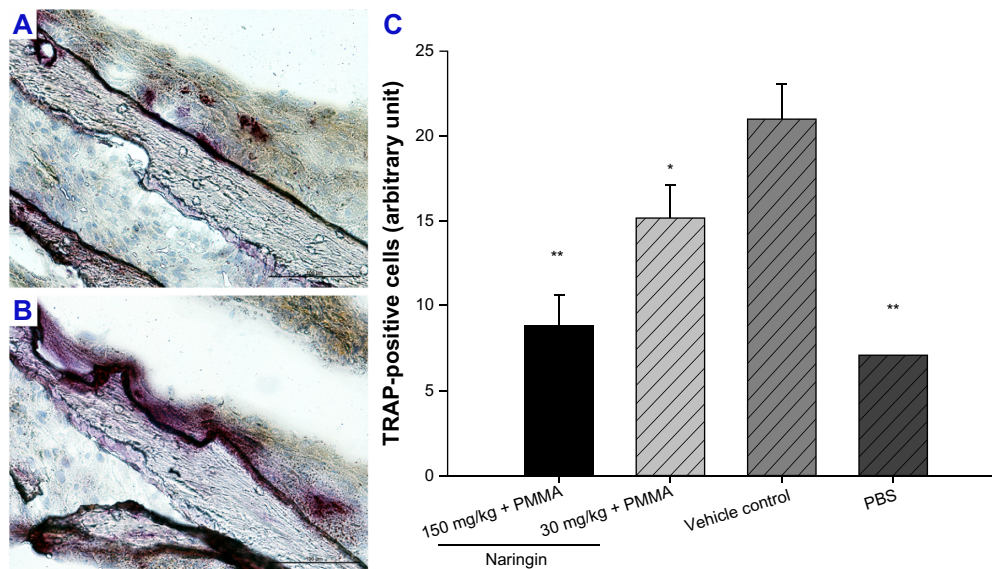 A
B
C
TRAP-positive cells (arbitrary unit)
25
20
15
10
5
0
**
*
**
150 mg/kg + PMMA
30 mg/kg + PMMA
Vehicle control
PBS
Naringin